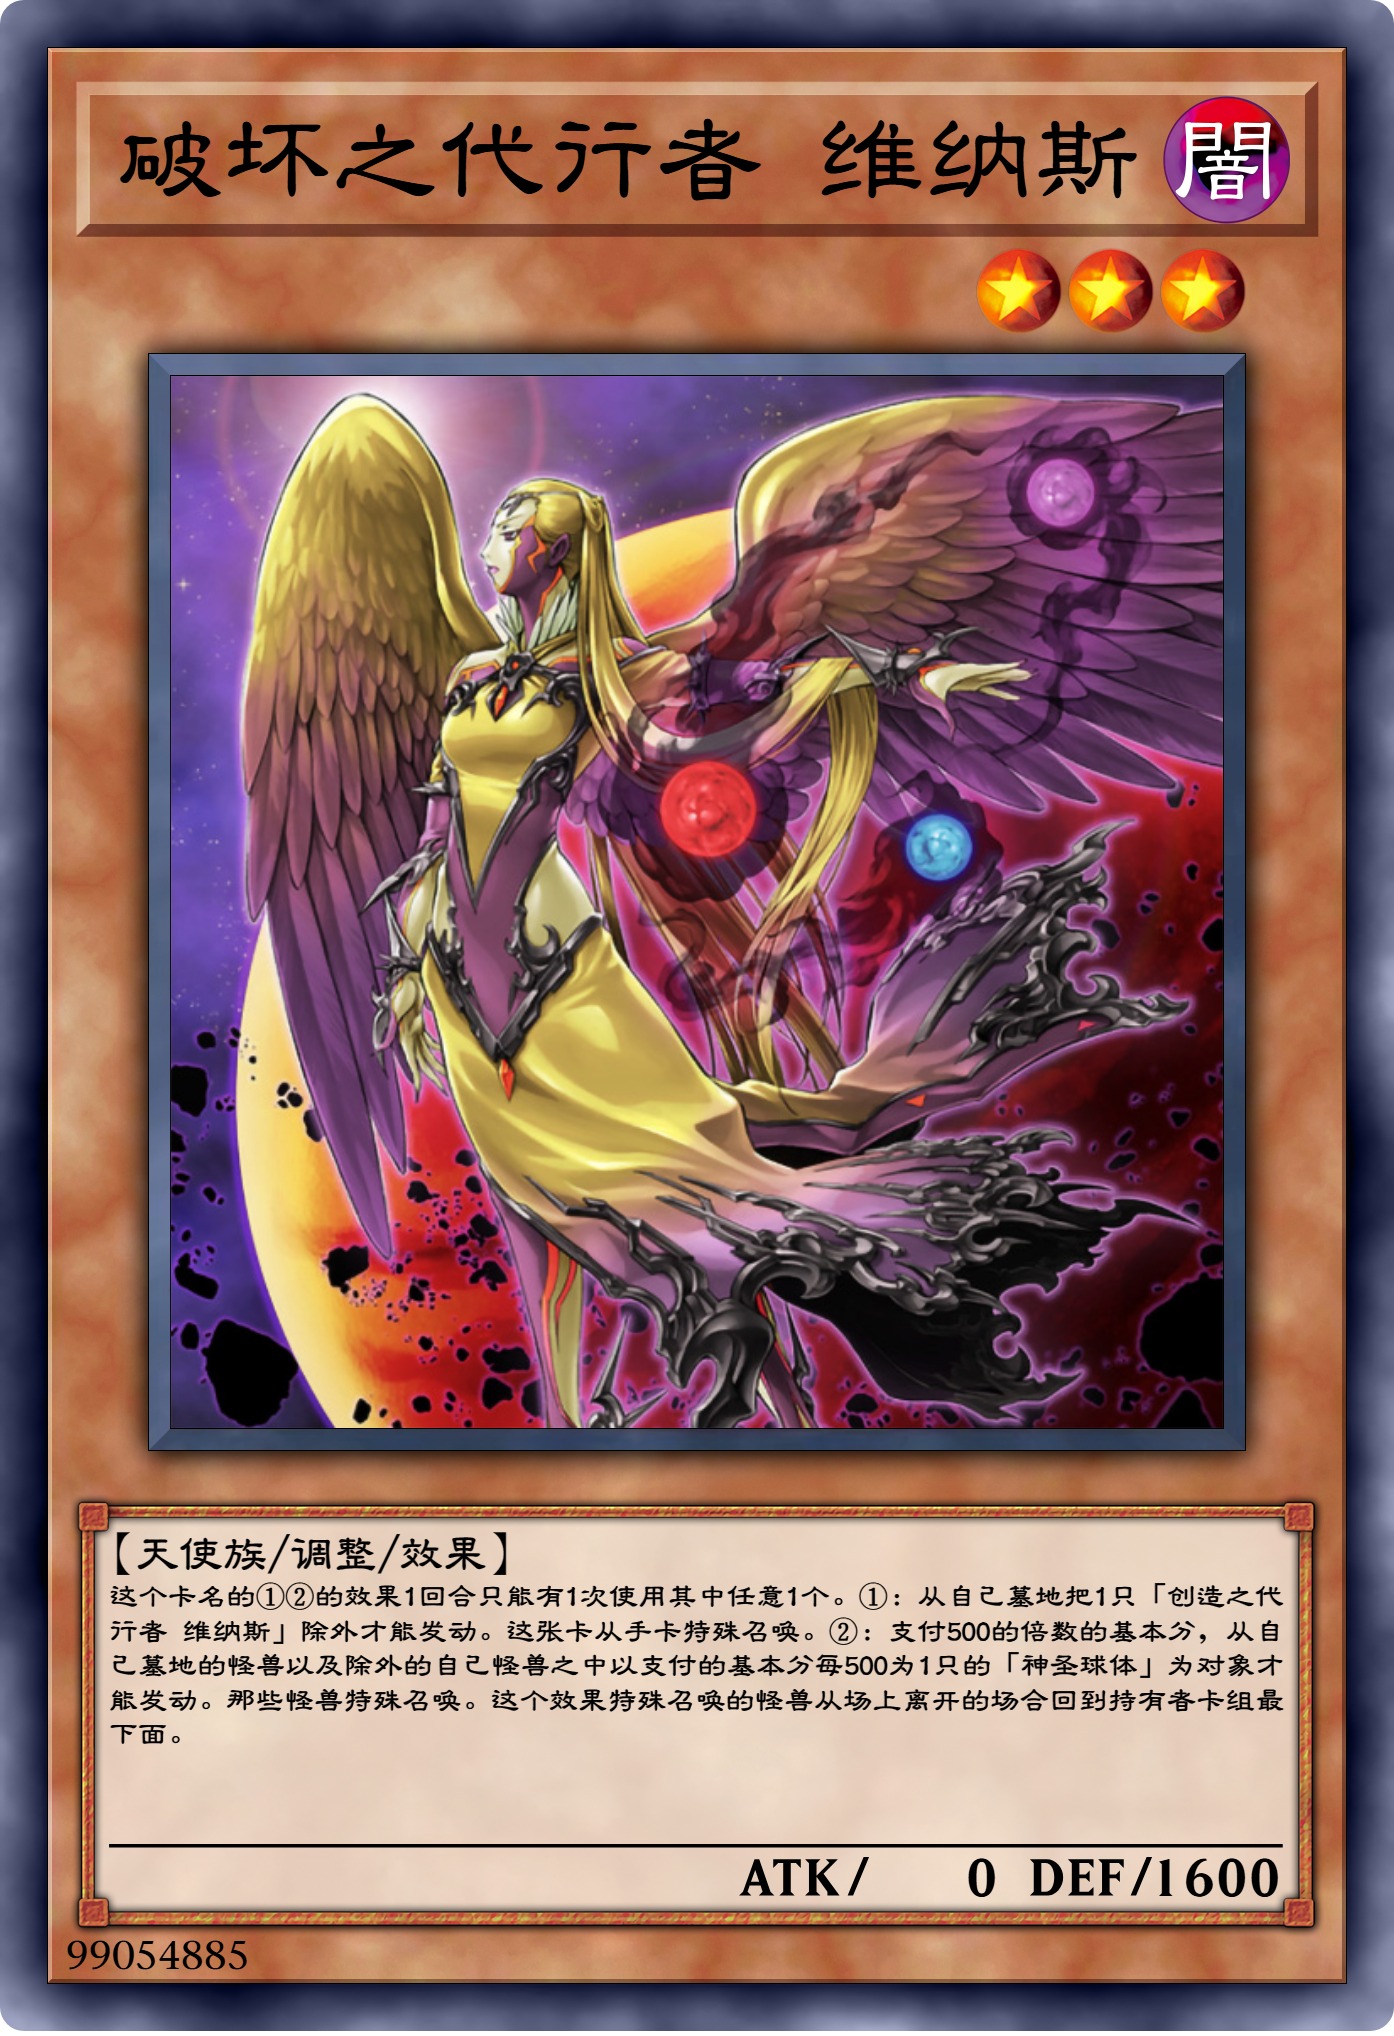 破坏之代行者 维纳斯 闇
【天使族/调整/效果】
这个卡名的①②的效果1回合只能有1次使用其中任意1个。①：从自己墓地把1只「创造之代
行者 维纳斯」除外才能发动。这张卡从手卡特殊召唤。②：支付500的倍数的基本分，从自
己墓地的怪兽以及除外的自己怪兽之中以支付的基本分每500为1只的「神圣球体」为对象才
能发动。那些怪兽特殊召唤。这个效果特殊召唤的怪兽从场上离开的场合回到持有者卡组最
下面。
ATK/ 0 DEF/1600
99054885